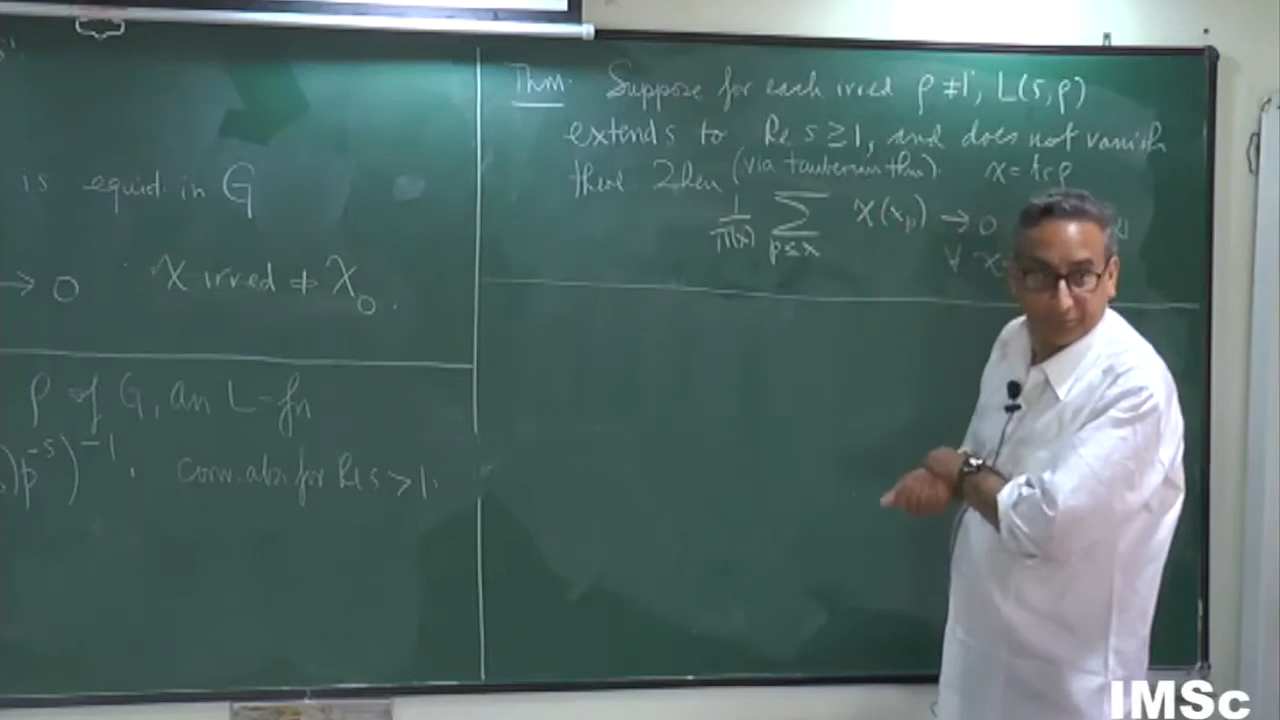 is equid. in G
→ 0 χ irred ≠ χ₀.
ρ of G, an L-fn
)p^{-s})^{-1}. conv. abs for Re s > 1.
Thm. Suppose for each irred ρ ≠ 1, L(s, ρ)
extends to Re s ≥ 1, and does not vanish
there. Then (via tauberian thm). χ = tr ρ
1/π(x) Σ_{p≤x} χ(x_p) → 0
∀ χ
IMSc